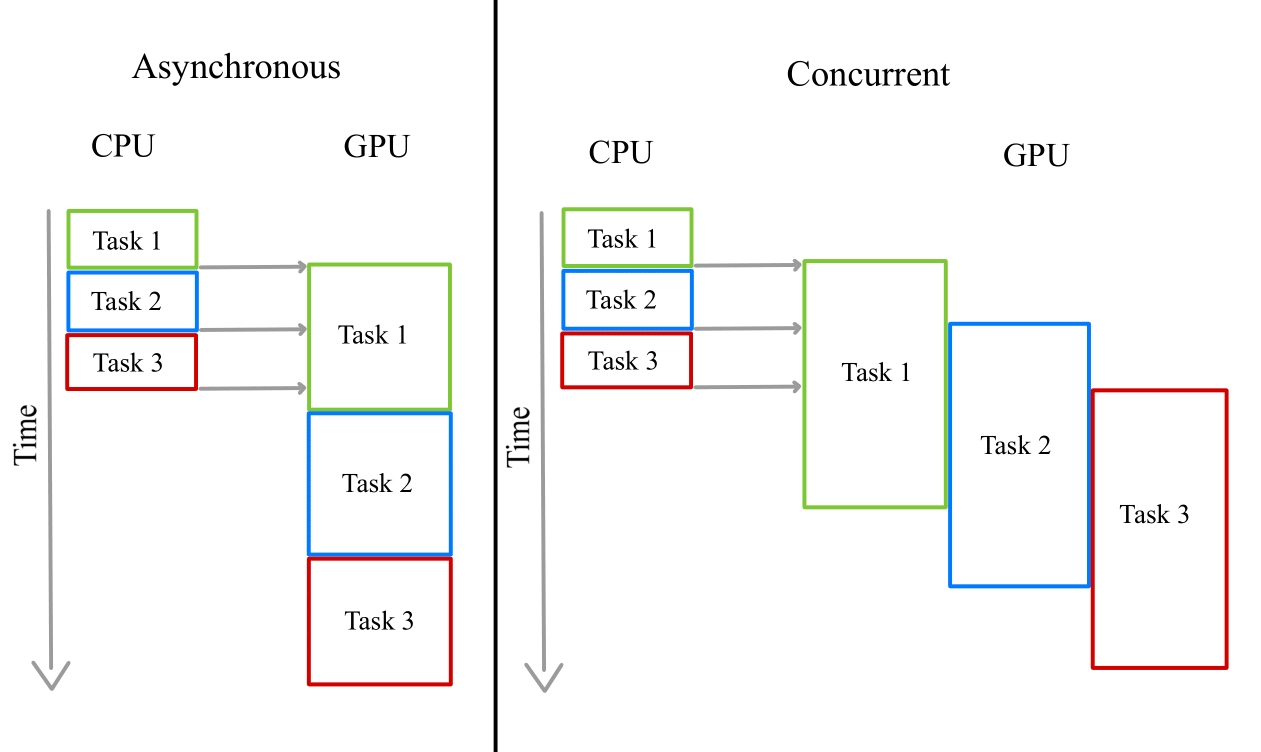 Asynchronous
CPU
GPU
Task 1
Task 2
Task 3
Task 1
Task 2
Task 3
Time
Concurrent
CPU
GPU
Task 1
Task 2
Task 3
Task 1
Task 2
Task 3
Time